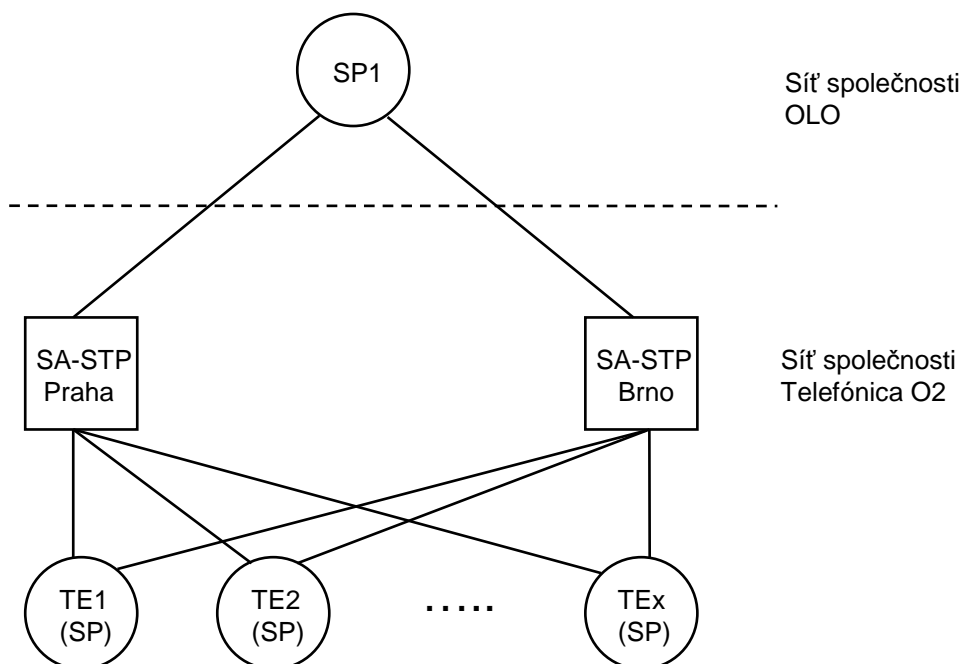 SP1
Síť společnosti
OLO
SA-STP
Praha
SA-STP
Brno
Síť společnosti
Telefónica O2
TE1
(SP)
TE2
(SP)
.....
TEx
(SP)